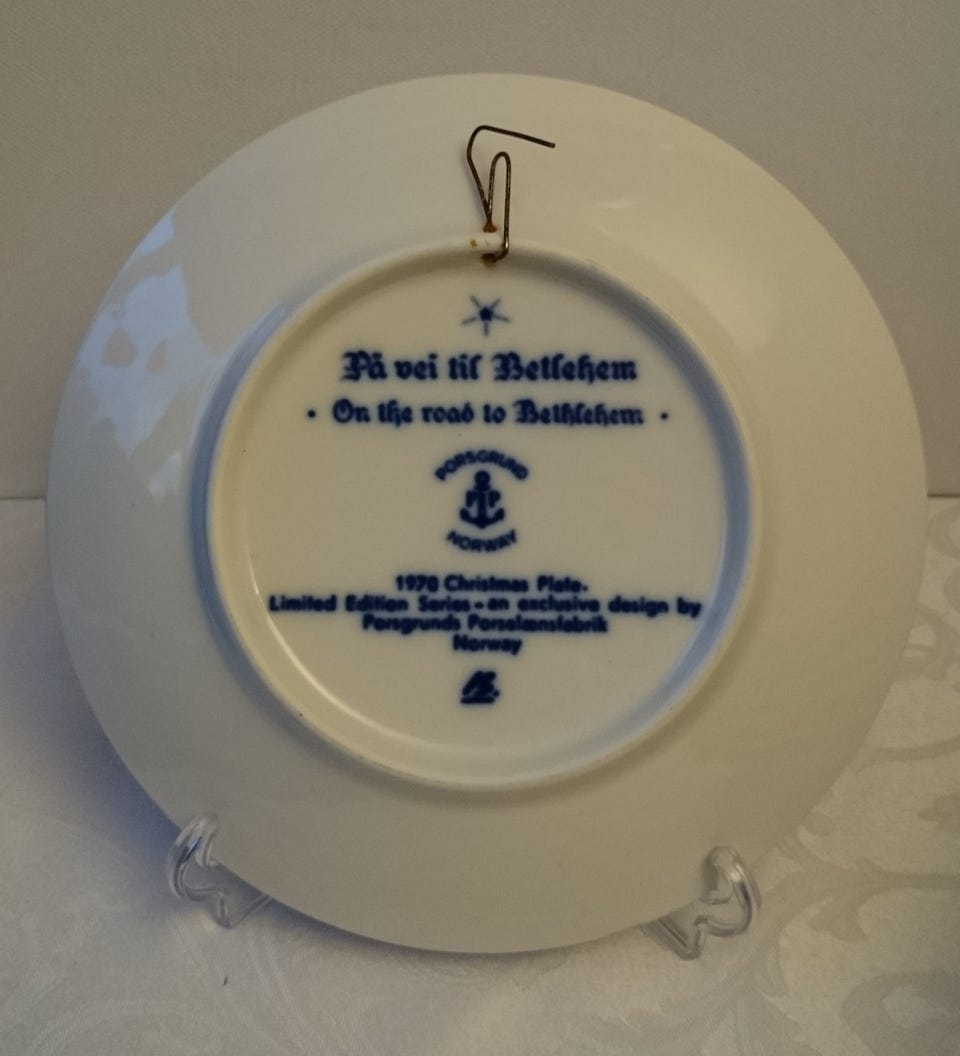 På vei til Betlehem
· On the road to Bethlehem ·
PORSGRUND
P P
NORWAY
1970 Christmas Plate.
Limited Edition Series - an exclusive design by
Porsgrunds Porselænsfabrik
Norway